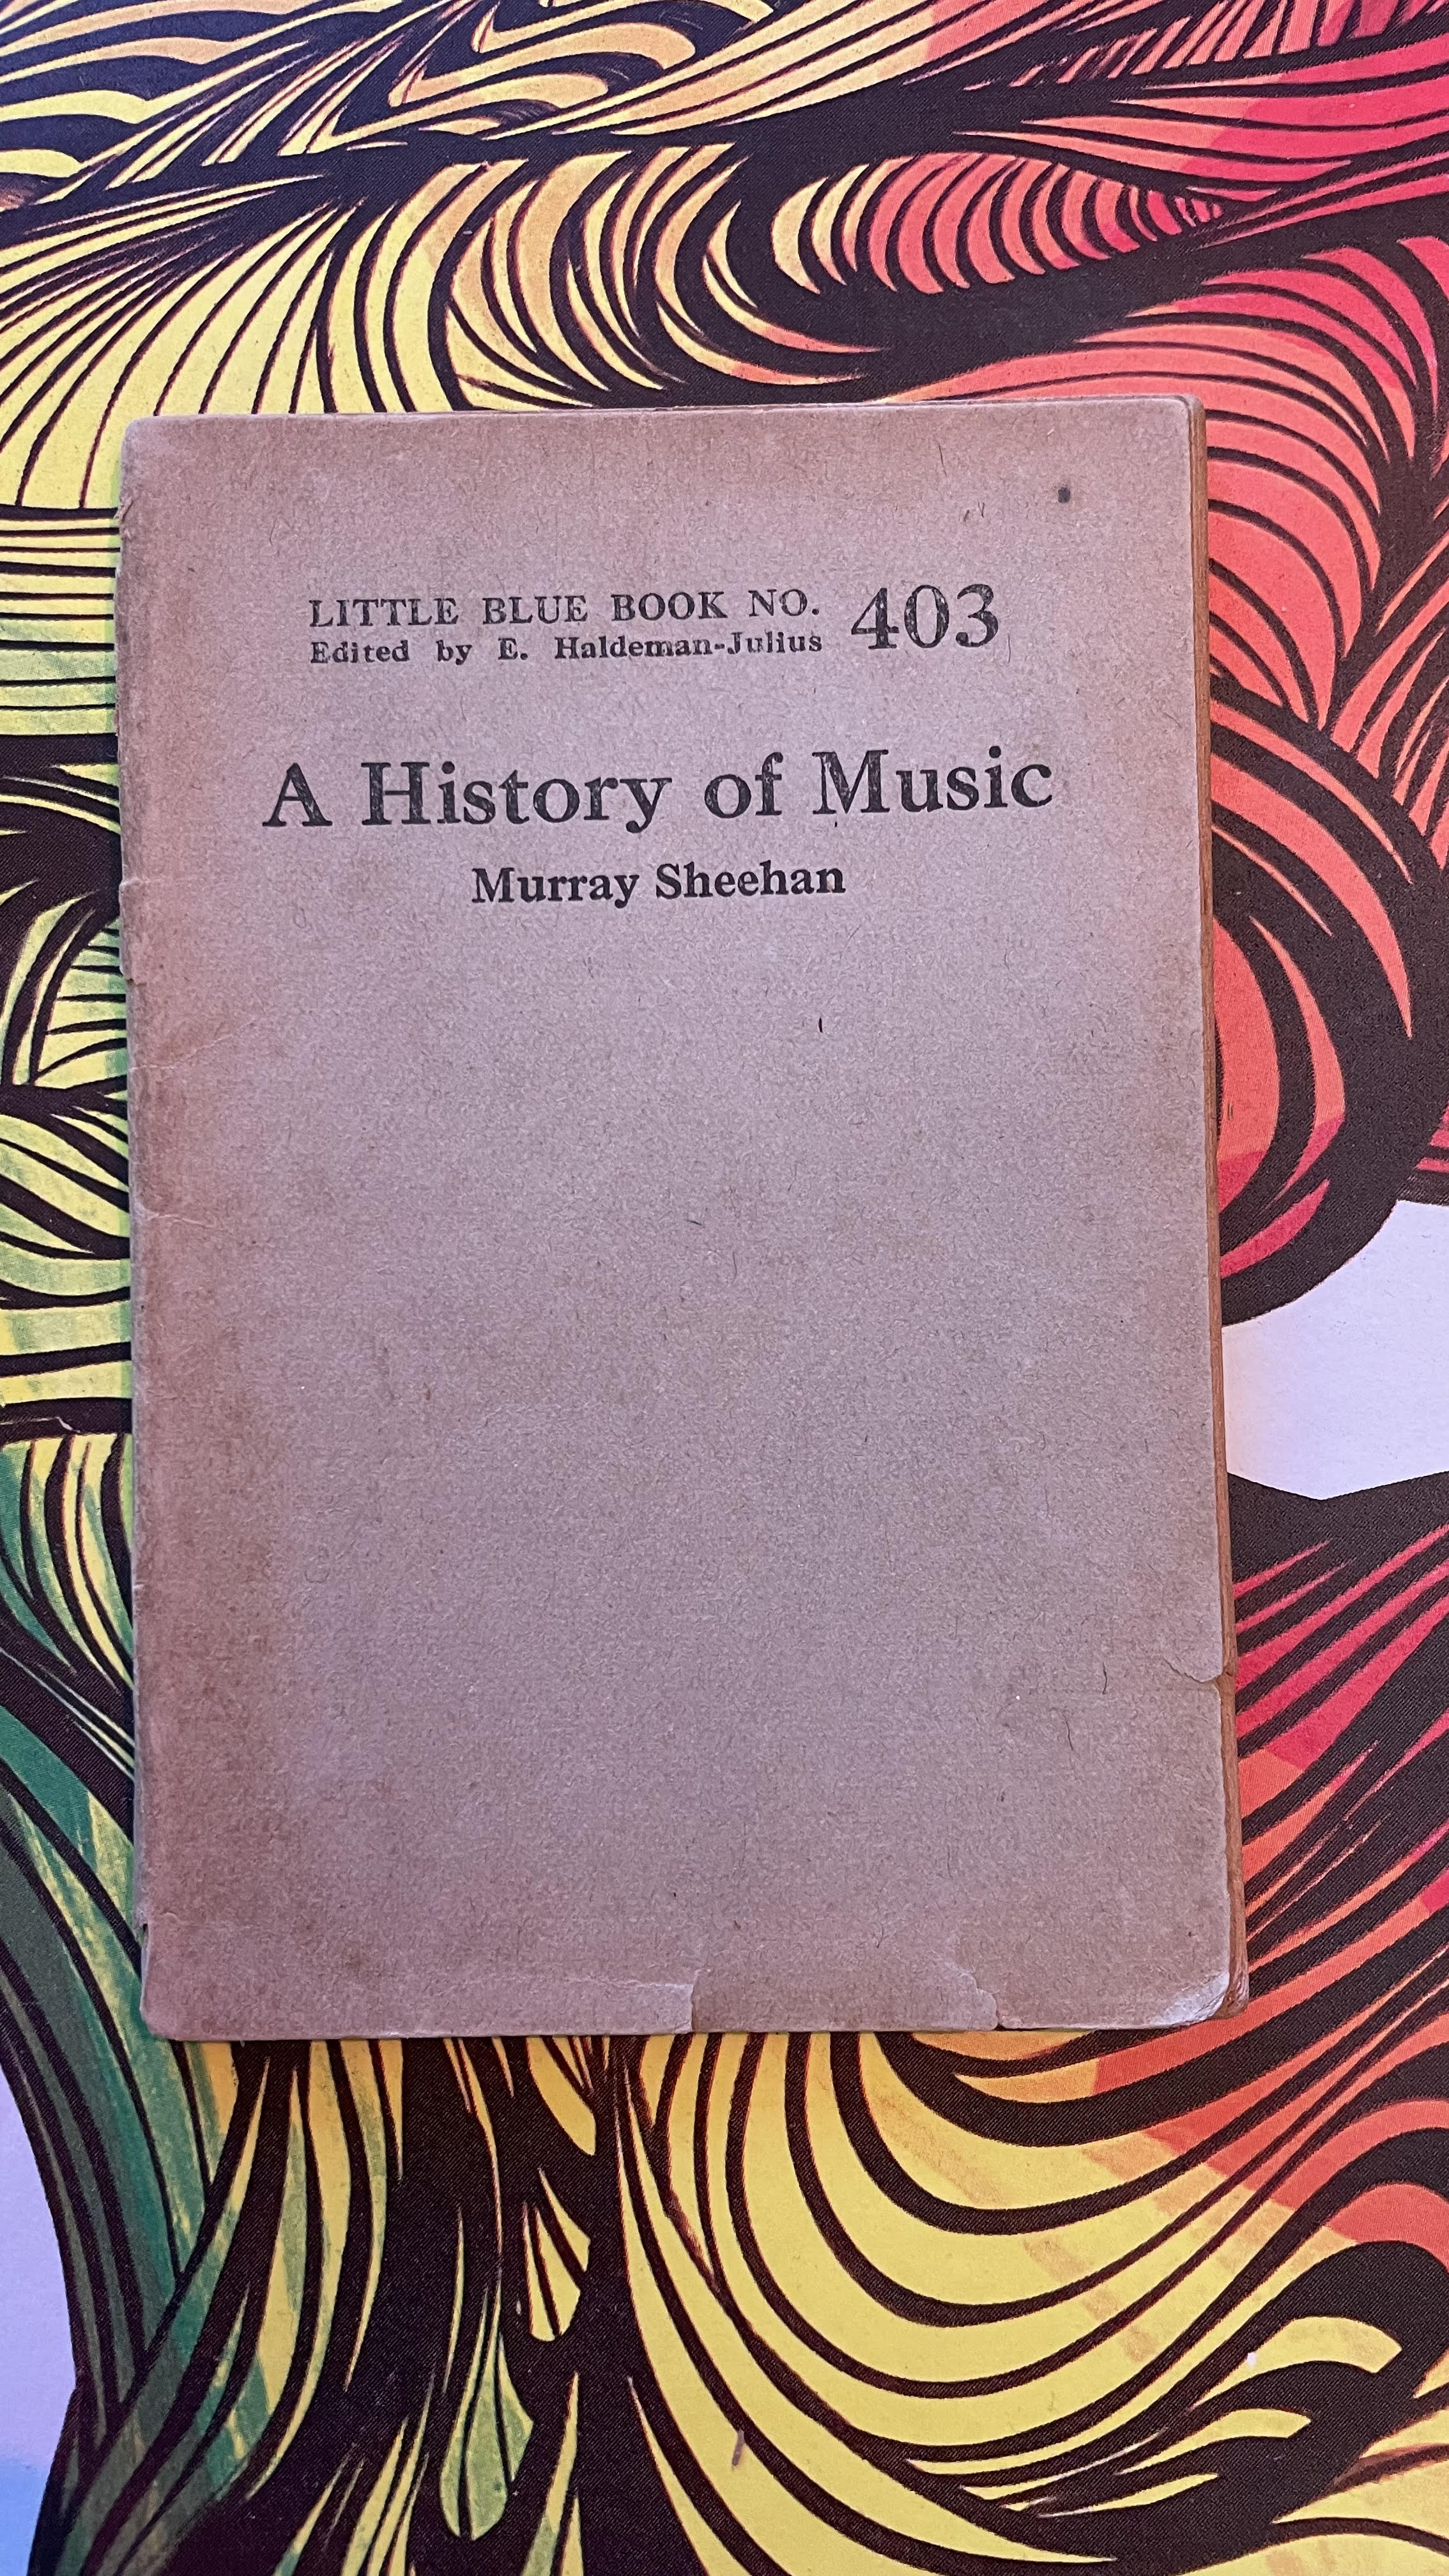 LITTLE BLUE BOOK NO. 403
Edited by E. Haldeman-Julius
A History of Music
Murray Sheehan